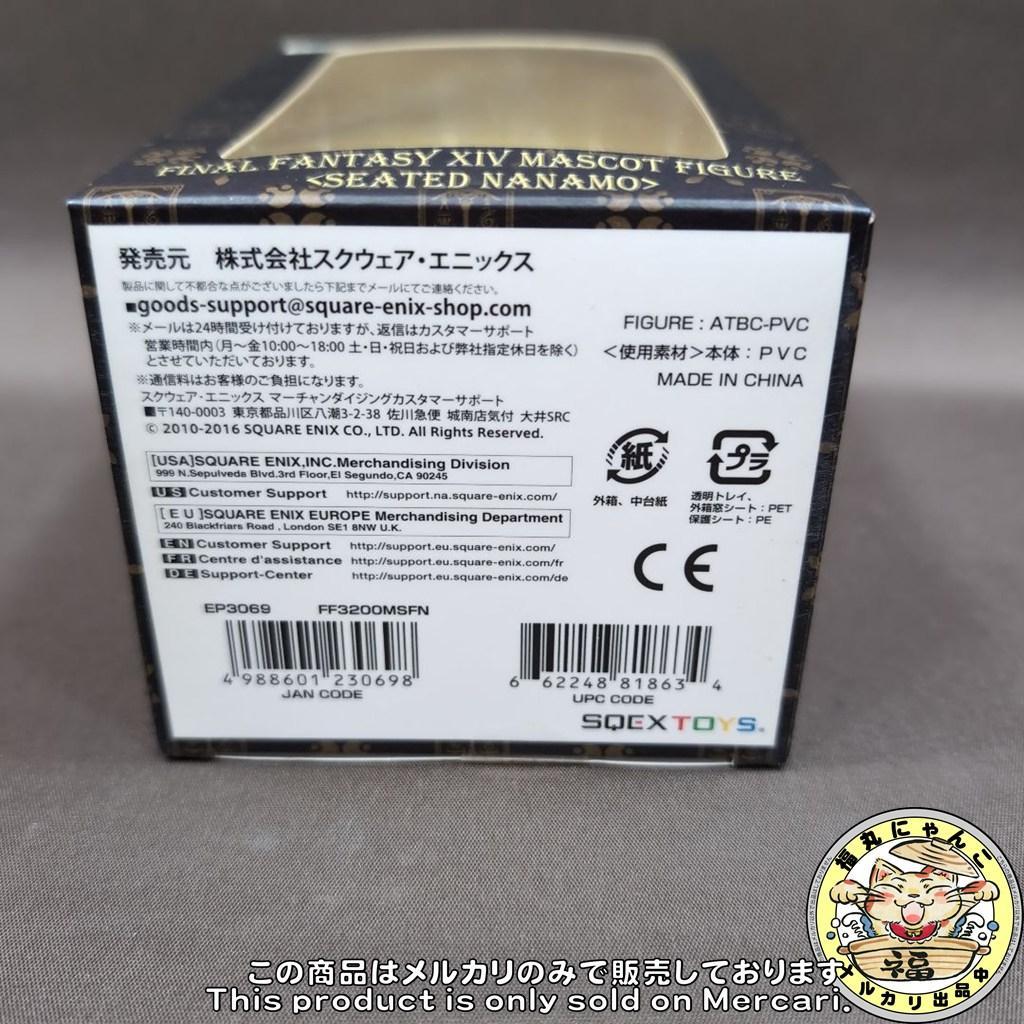 FINAL FANTASY XIV MASCOT FIGURE
<SEATED NANAMO>
発売元 株式会社スクウェア・エニックス
製品に関して不都合な点がございましたら下記までメールにてご連絡ください。
■goods-support@square-enix-shop.com
※メールは24時間受け付けておりますが、返信はカスタマーサポート
営業時間内(月〜金10:00〜18:00 土・日・祝日および弊社指定休日を除く)
とさせていただいております。
※通信料はお客様のご負担になります。
スクウェア・エニックス マーチャンダイジングカスタマーサポート
■〒140-0003 東京都品川区八潮3-2-38 佐川急便 城南店気付 大井SRC
© 2010-2016 SQUARE ENIX CO., LTD. All Rights Reserved.
FIGURE : ATBC-PVC
<使用素材>本体:PVC
MADE IN CHINA
[USA]SQUARE ENIX,INC.Merchandising Division
999 N.Sepulveda Blvd.3rd Floor,El Segundo,CA 90245
US Customer Support http://support.na.square-enix.com/
[EU]SQUARE ENIX EUROPE Merchandising Department
240 Blackfriars Road , London SE1 8NW U.K.
EN Customer Support http://support.eu.square-enix.com/
FR Centre d'assistance http://support.eu.square-enix.com/fr
DE Support-Center http://support.eu.square-enix.com/de
紙
外箱、中台紙
プラ
透明トレイ、
外箱窓シート:PET
保護シート:PE
CE
EP3069 FF3200MSFN
4 988601 230698
JAN CODE
6 62248 81863 4
UPC CODE
SQEX TOYS
福丸にゃんこ
福
メルカリ出品中
この商品はメルカリのみで販売しております
This product is only sold on Mercari.